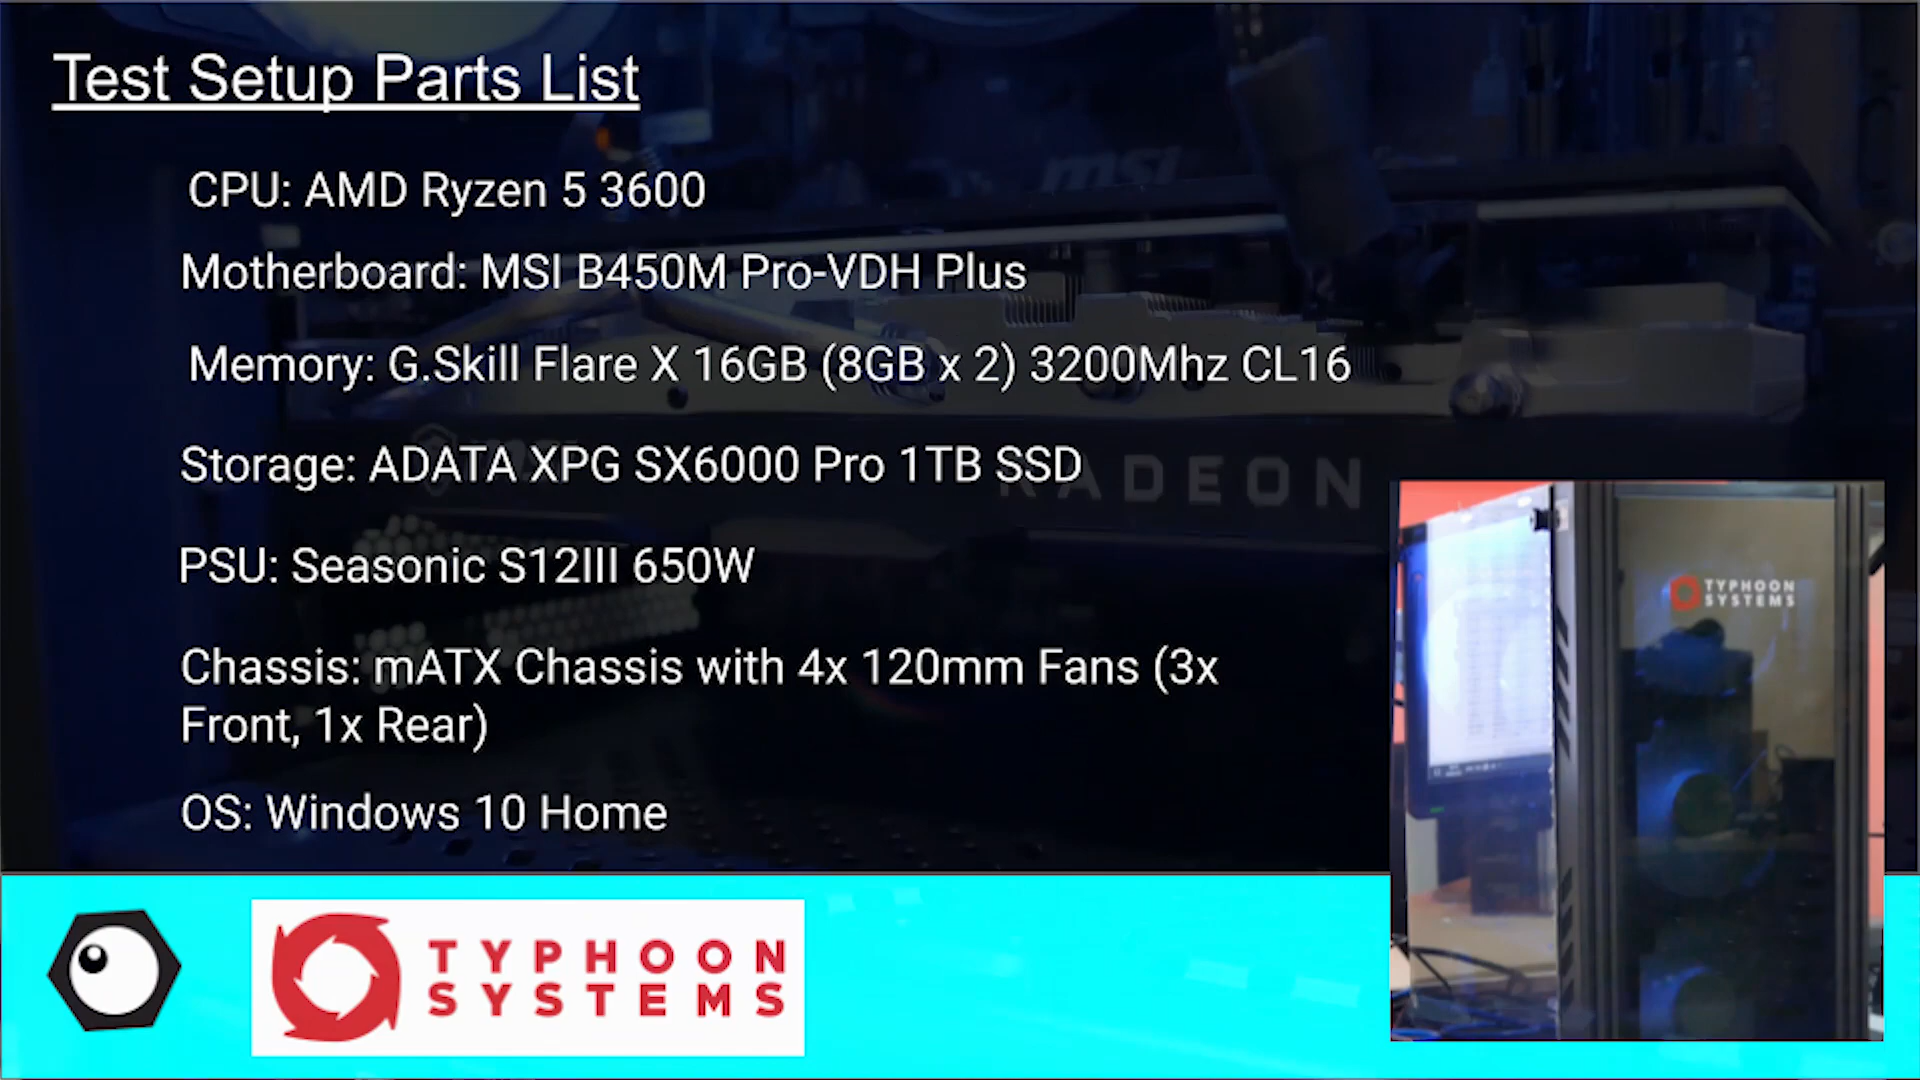 Test Setup Parts List
msi
CPU: AMD Ryzen 5 3600
Motherboard: MSI B450M Pro-VDH Plus
Memory: G.Skill Flare X 16GB (8GB x 2) 3200Mhz CL16
Storage: ADATA XPG SX6000 Pro 1TB SSD
RADEON
PSU: Seasonic S12III 650W
Chassis: mATX Chassis with 4x 120mm Fans (3x
Front, 1x Rear)
OS: Windows 10 Home
TYPHOON
SYSTEMS
TYPHOON
SYSTEMS